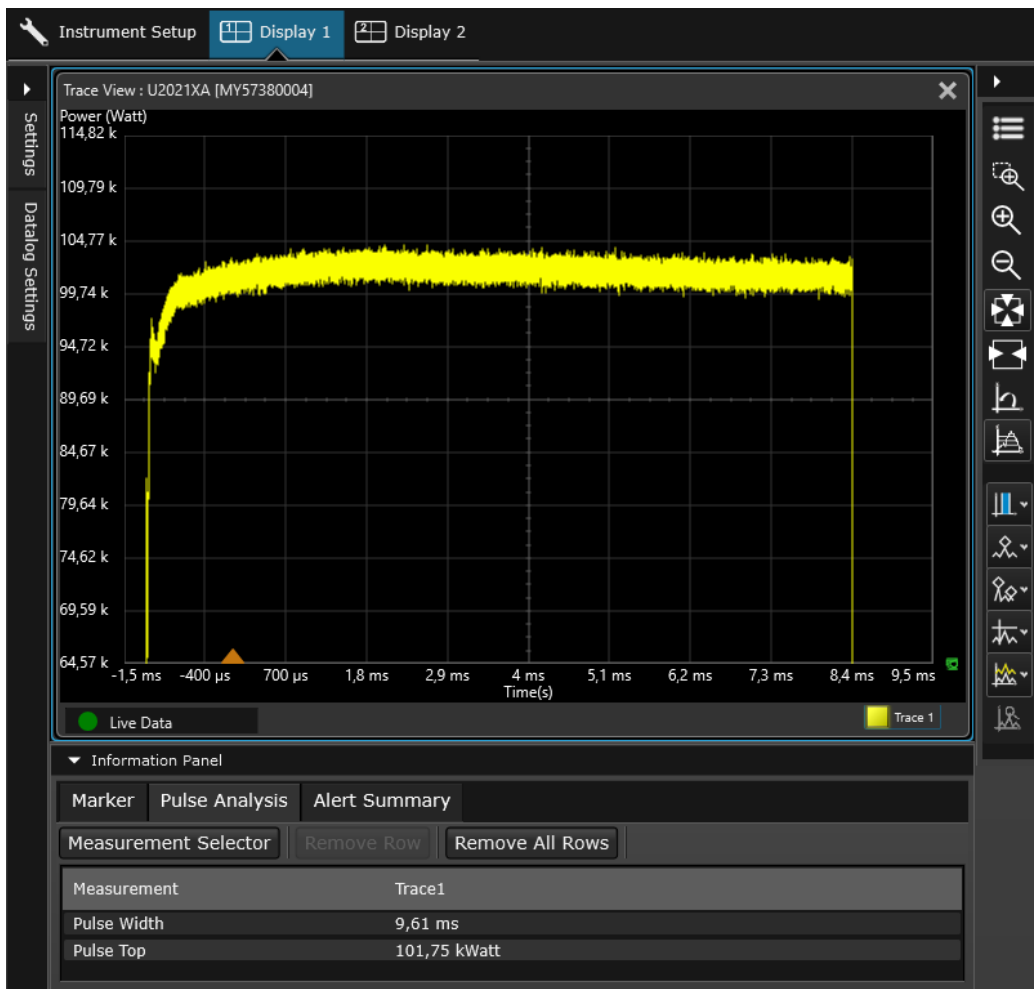 Instrument Setup 1 Display 1 2 Display 2
Settings
Datalog Settings
Trace View : U2021XA [MY57380004]
Power (Watt)
114,82 k
109,79 k
104,77 k
99,74 k
94,72 k
89,69 k
84,67 k
79,64 k
74,62 k
69,59 k
64,57 k
-1,5 ms -400 µs 700 µs 1,8 ms 2,9 ms 4 ms 5,1 ms 6,2 ms 7,3 ms 8,4 ms 9,5 ms
Time(s)
Live Data Trace 1
Information Panel
Marker Pulse Analysis Alert Summary
Measurement Selector Remove Row Remove All Rows
Measurement Trace1
Pulse Width 9,61 ms
Pulse Top 101,75 kWatt